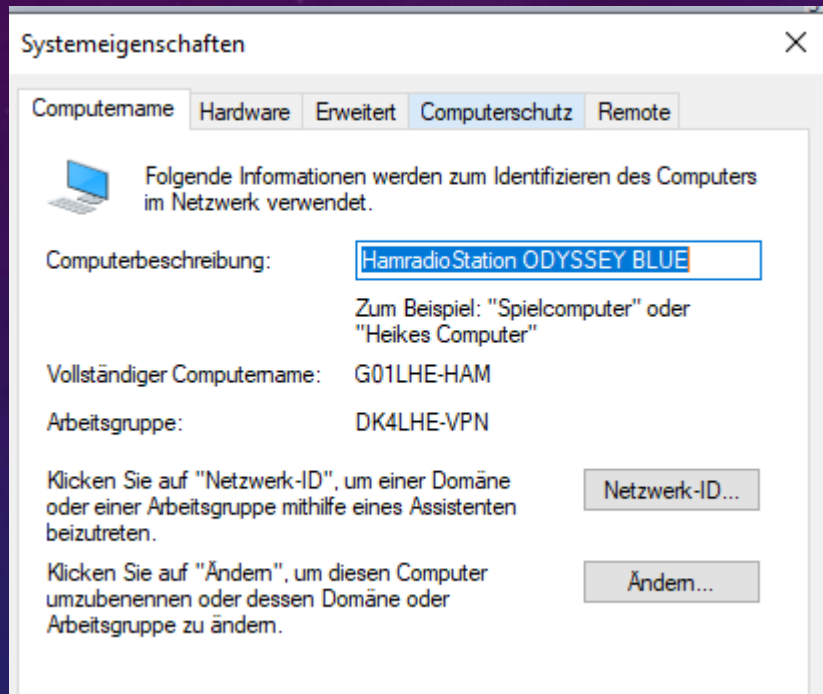 Systemeigenschaften
Computername Hardware Erweitert Computerschutz Remote
Folgende Informationen werden zum Identifizieren des Computers
im Netzwerk verwendet.
Computerbeschreibung: HamradioStation ODYSSEY BLUE
Zum Beispiel: "Spielcomputer" oder
"Heikes Computer"
Vollständiger Computername: G01LHE-HAM
Arbeitsgruppe: DK4LHE-VPN
Klicken Sie auf "Netzwerk-ID", um einer Domäne
oder einer Arbeitsgruppe mithilfe eines Assistenten
beizutreten.
Netzwerk-ID...
Klicken Sie auf "Ändern", um diesen Computer
umzubenennen oder dessen Domäne oder
Arbeitsgruppe zu ändern.
Ändern...